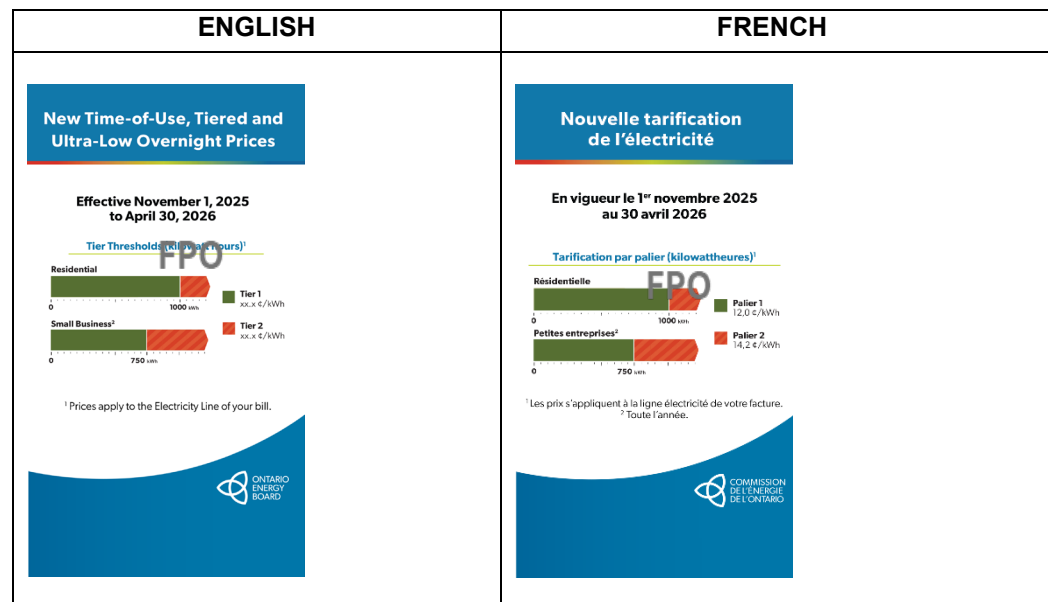 ENGLISH
New Time-of-Use, Tiered and
Ultra-Low Overnight Prices
Effective November 1, 2025
to April 30, 2026
Tier Thresholds (kilowatt hours)¹
FPO
Residential
0 1000 kWh
Tier 1
xx.x ¢/kWh
Small Business²
0 750 kWh
Tier 2
xx.x ¢/kWh
¹ Prices apply to the Electricity Line of your bill.
ONTARIO
ENERGY
BOARD
FRENCH
Nouvelle tarification
de l'électricité
En vigueur le 1er novembre 2025
au 30 avril 2026
Tarification par palier (kilowattheures)¹
FPO
Résidentielle
0 1000 kWh
Palier 1
12,0 ¢/kWh
Petites entreprises²
0 750 kWh
Palier 2
14,2 ¢/kWh
¹ Les prix s'appliquent à la ligne électricité de votre facture.
² Toute l'année.
COMMISSION
DE L'ÉNERGIE
DE L'ONTARIO